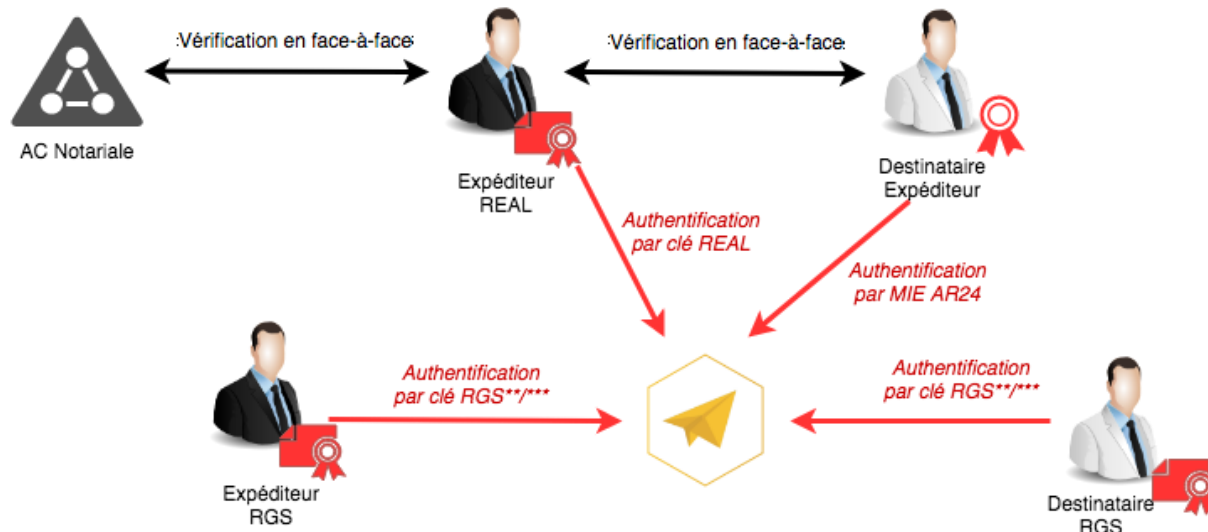 :Vérification en face-à-face:
:Vérification en face-à-face:
AC Notariale
Expéditeur
REAL
Destinataire
Expéditeur
Authentification
par clé REAL
Authentification
par MIE AR24
Authentification
par clé RGS**/***
Authentification
par clé RGS**/***
Expéditeur
RGS
Destinataire
RGS